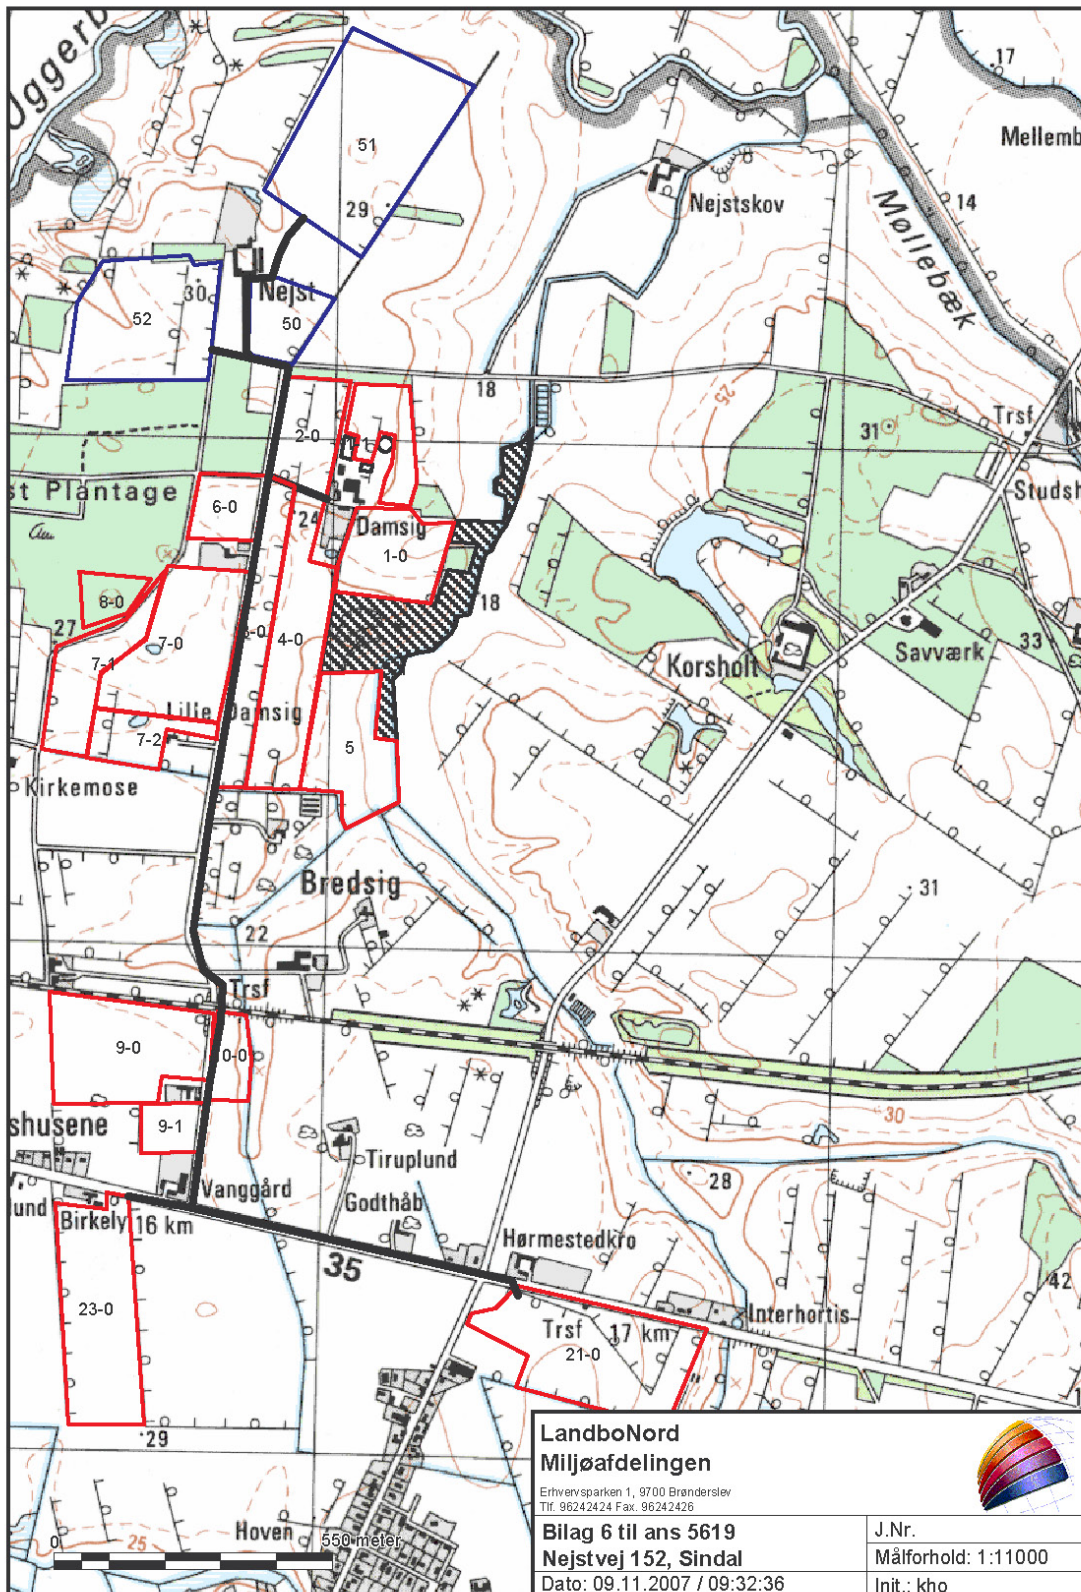 Uggerb
17
Mellemb
51
29
Nejstskov
14
Møllebæk
30
Nejst
52
50
18
25
2-0
31
Trsf
st Plantage
Studsh
6-0
24
Damsig
1-0
18
8-0
27
7-0
4-0
7-1
Korsholt
Savværk
33
Lille Damsig
7-2
5
Kirkemose
Bredsig
31
22
Trsf
9-0
0-0
30
shusene
9-1
Tiruplund
28
Vanggård
lund
Birkely
16 km
Godthåb
35
Hørmestedkro
42
23-0
Interhortis
Trsf
17 km
21-0
29
Hoven
25
0
550 meter
LandboNord
Miljøafdelingen
Erhvervsparken 1, 9700 Brønderslev
Tlf. 96242424 Fax. 96242426
Bilag 6 til ans 5619
Nejstvej 152, Sindal
J.Nr.
Målforhold: 1:11000
Dato: 09.11.2007 / 09:32:36
Init.: kho